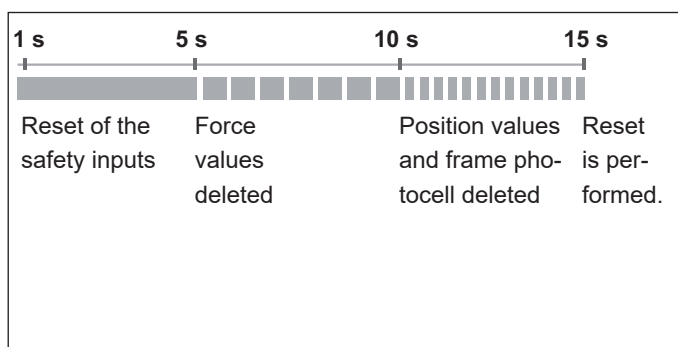 1 s 5 s 10 s 15 s
Reset of the
safety inputs
Force
values
deleted
Position values
and frame pho-
tocell deleted
Reset
is per-
formed.